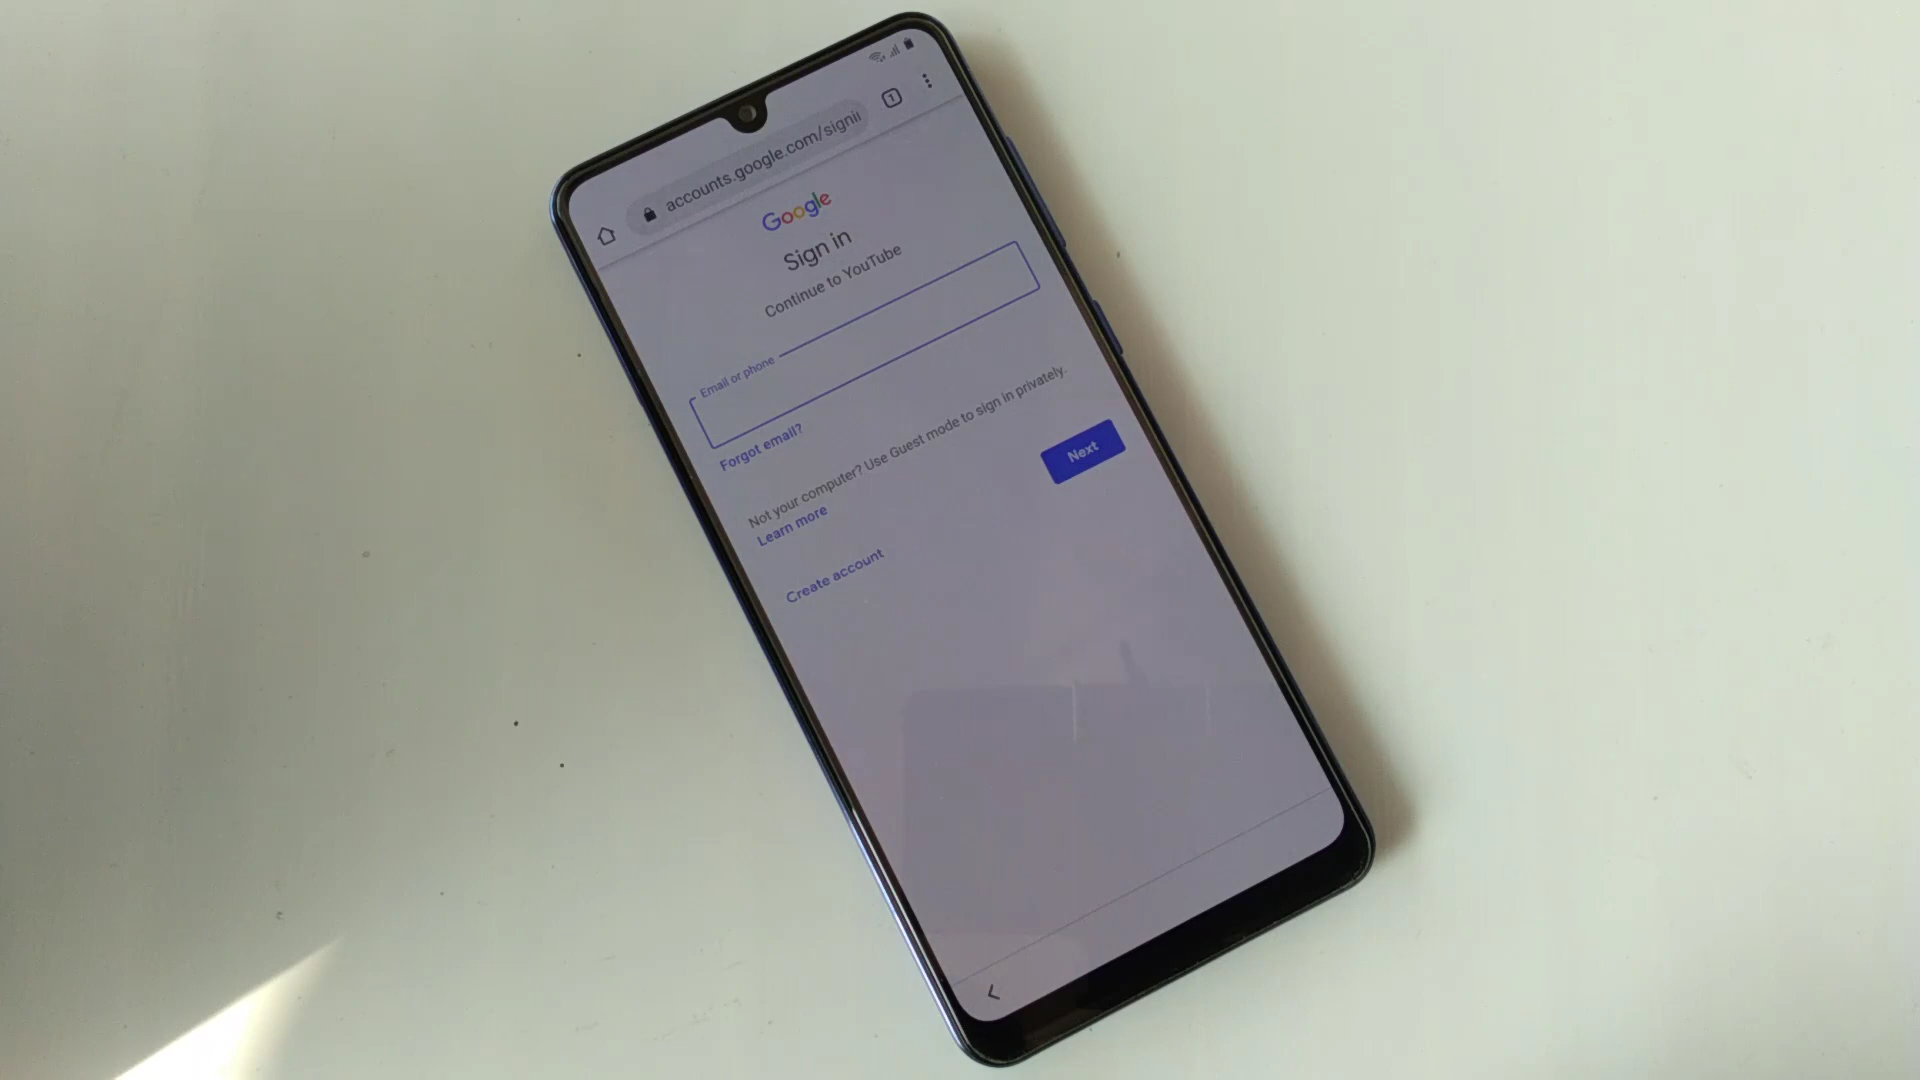 1
accounts.google.com/signi
Google
Sign in
Continue to YouTube
Email or phone
Forgot email?
Not your computer? Use Guest mode to sign in privately.
Learn more
Next
Create account